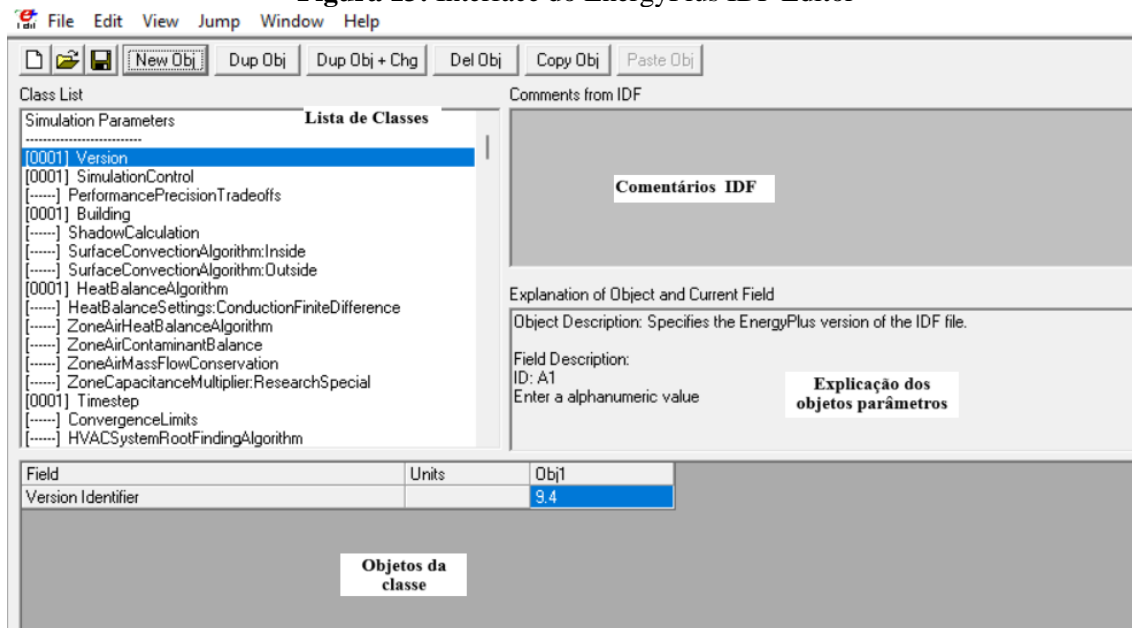 File Edit View Jump Window Help
New Obj Dup Obj Dup Obj + Chg Del Obj Copy Obj Paste Obj
Class List
Simulation Parameters
Lista de Classes
----------------------------
[0001] Version
[0001] SimulationControl
[------] PerformancePrecisionTradeoffs
[0001] Building
[------] ShadowCalculation
[------] SurfaceConvectionAlgorithm:Inside
[------] SurfaceConvectionAlgorithm:Outside
[0001] HeatBalanceAlgorithm
[------] HeatBalanceSettings:ConductionFiniteDifference
[------] ZoneAirHeatBalanceAlgorithm
[------] ZoneAirContaminantBalance
[------] ZoneAirMassFlowConservation
[------] ZoneCapacitanceMultiplier:ResearchSpecial
[0001] Timestep
[------] ConvergenceLimits
[------] HVACSystemRootFindingAlgorithm
Comments from IDF
Comentários IDF
Explanation of Object and Current Field
Object Description: Specifies the EnergyPlus version of the IDF file.
Field Description:
ID: A1
Enter a alphanumeric value
Explicação dos
objetos parâmetros
Field Units Obj1
Version Identifier 9.4
Objetos da
classe